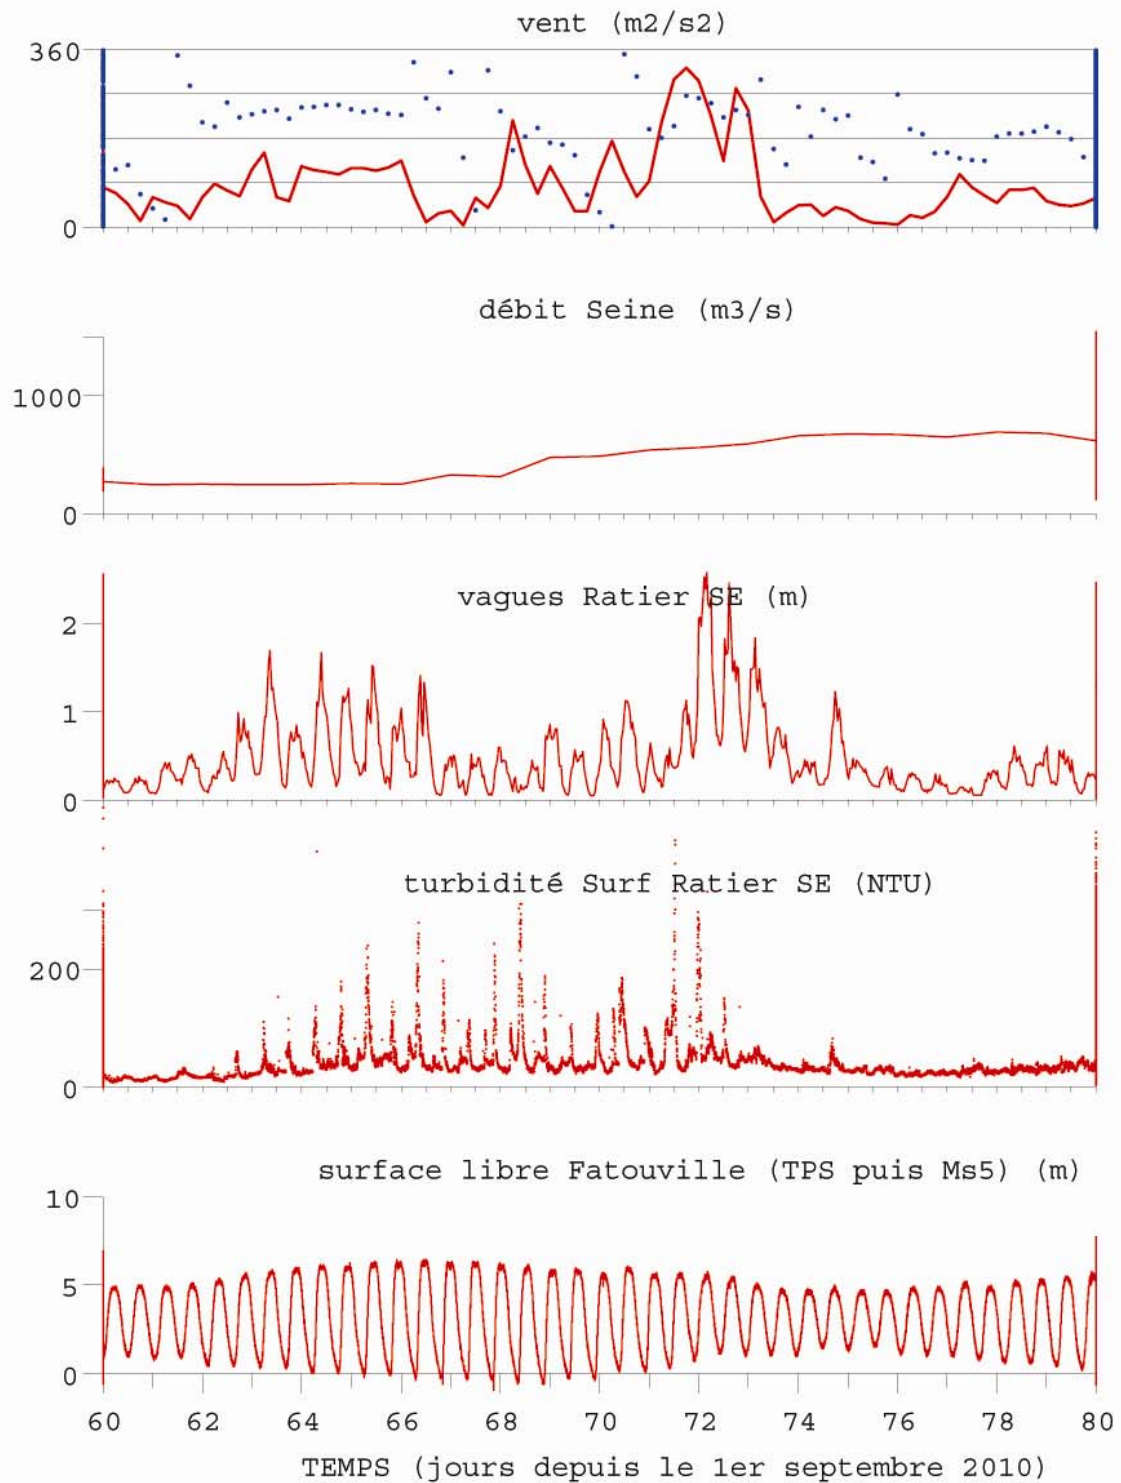 vent (m2/s2)
360
0
débit Seine (m3/s)
1000
0
vagues Ratier SE (m)
2
1
0
turbidité Surf Ratier SE (NTU)
200
0
surface libre Fatouville (TPS puis Ms5) (m)
10
5
0
60 62 64 66 68 70 72 74 76 78 80
TEMPS (jours depuis le 1er septembre 2010)